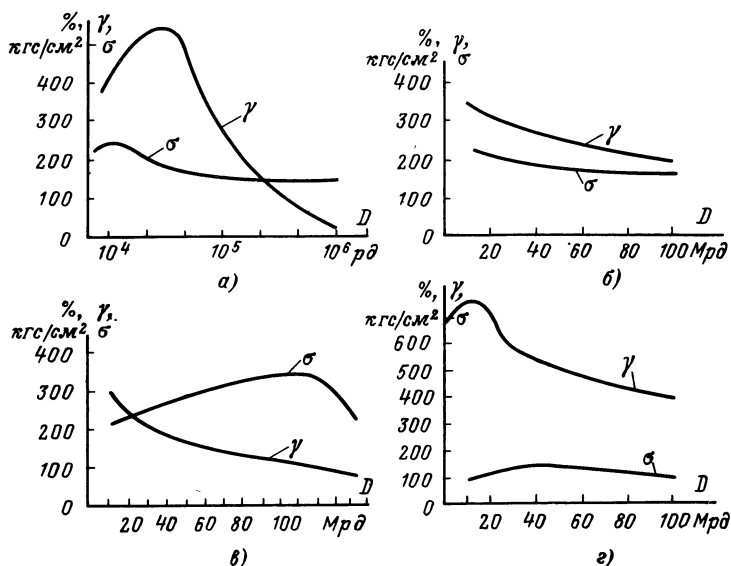 %, γ,
кгс/см² σ
400
300
200
100
0
γ
σ
D
10⁴
10⁵
10⁶ рд
а)
%, γ,
кгс/см² σ
400
300
200
100
0
γ
σ
D
20 40 60 80 100 Мрд
б)
%, γ,
кгс/см² σ
400
300
200
100
0
σ
γ
D
20 40 60 80 100 Мрд
в)
%, γ,
кгс/см² σ
600
500
400
300
200
100
0
γ
σ
D
20 40 60 80 100 Мрд
г)